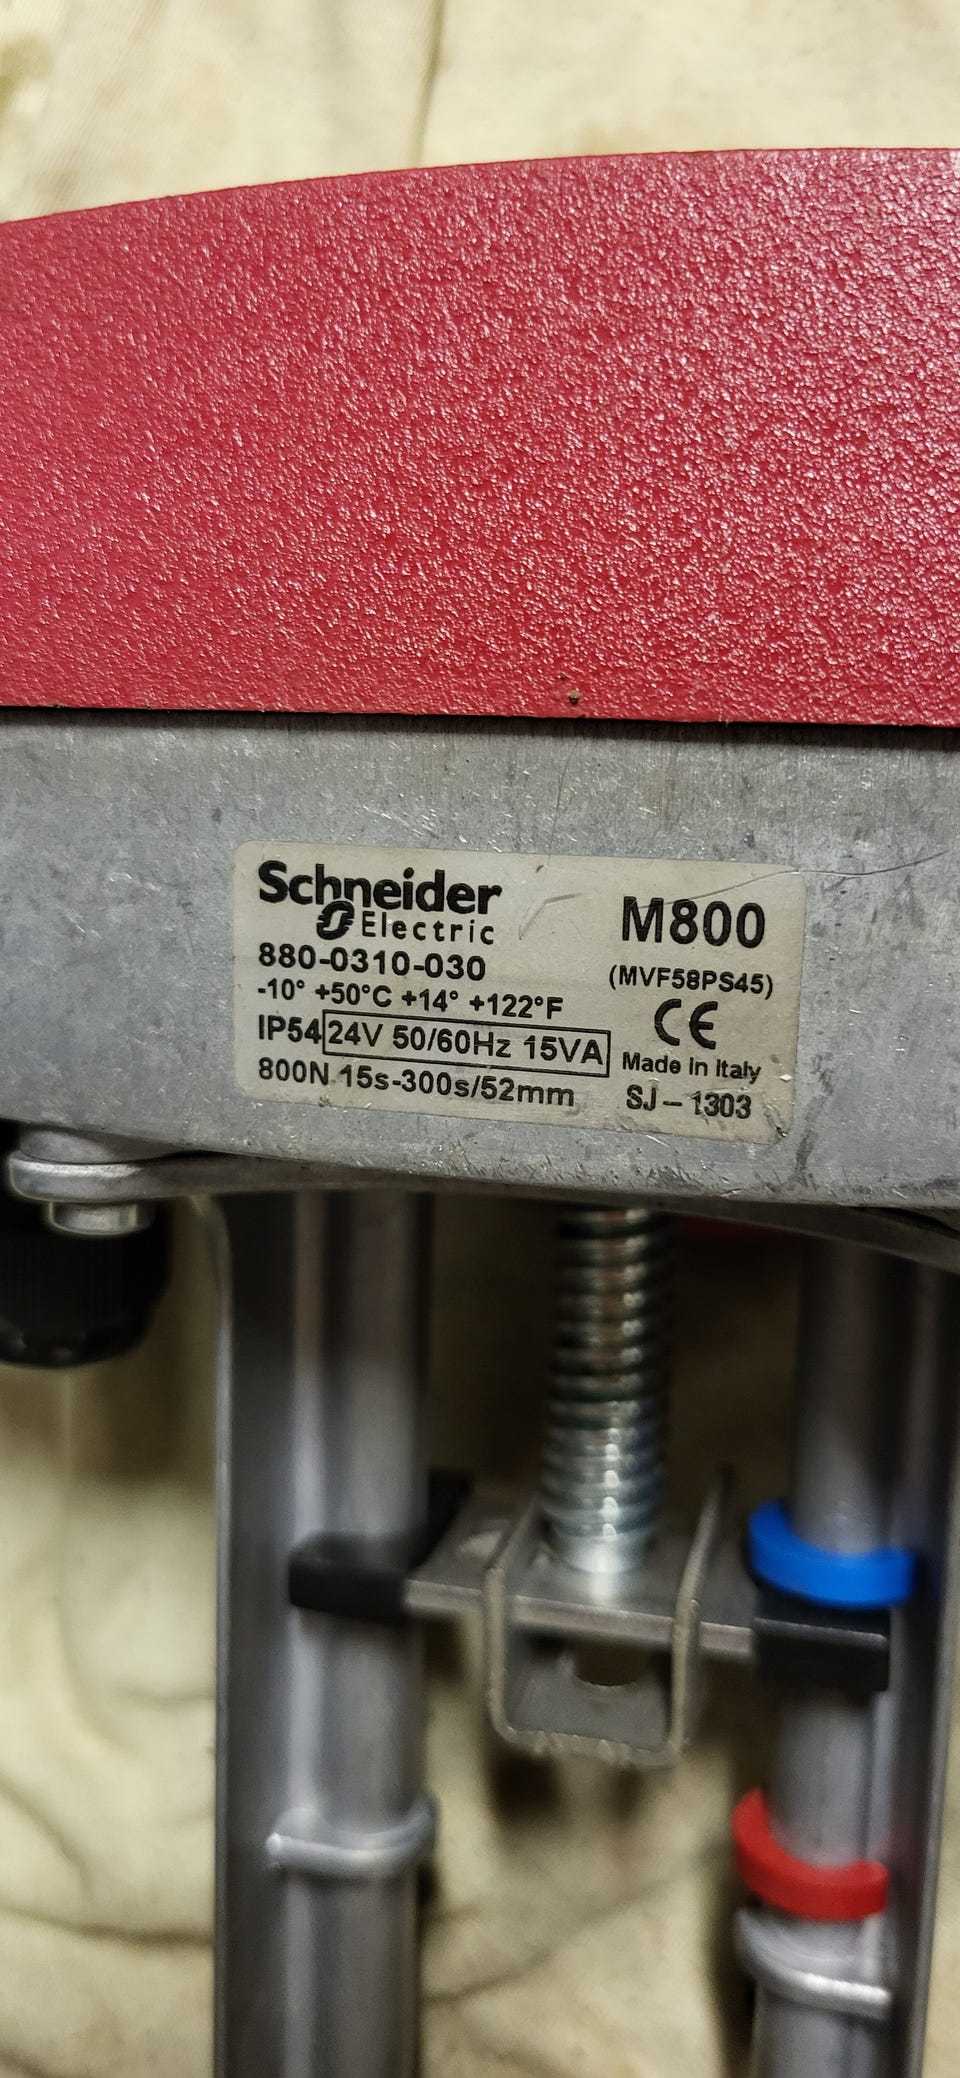 Schneider
Electric
M800
880-0310-030
(MVF58PS45)
-10° +50°C +14° +122°F
CE
IP54 24V 50/60Hz 15VA
Made in Italy
800N 15s-300s/52mm
SJ-1303